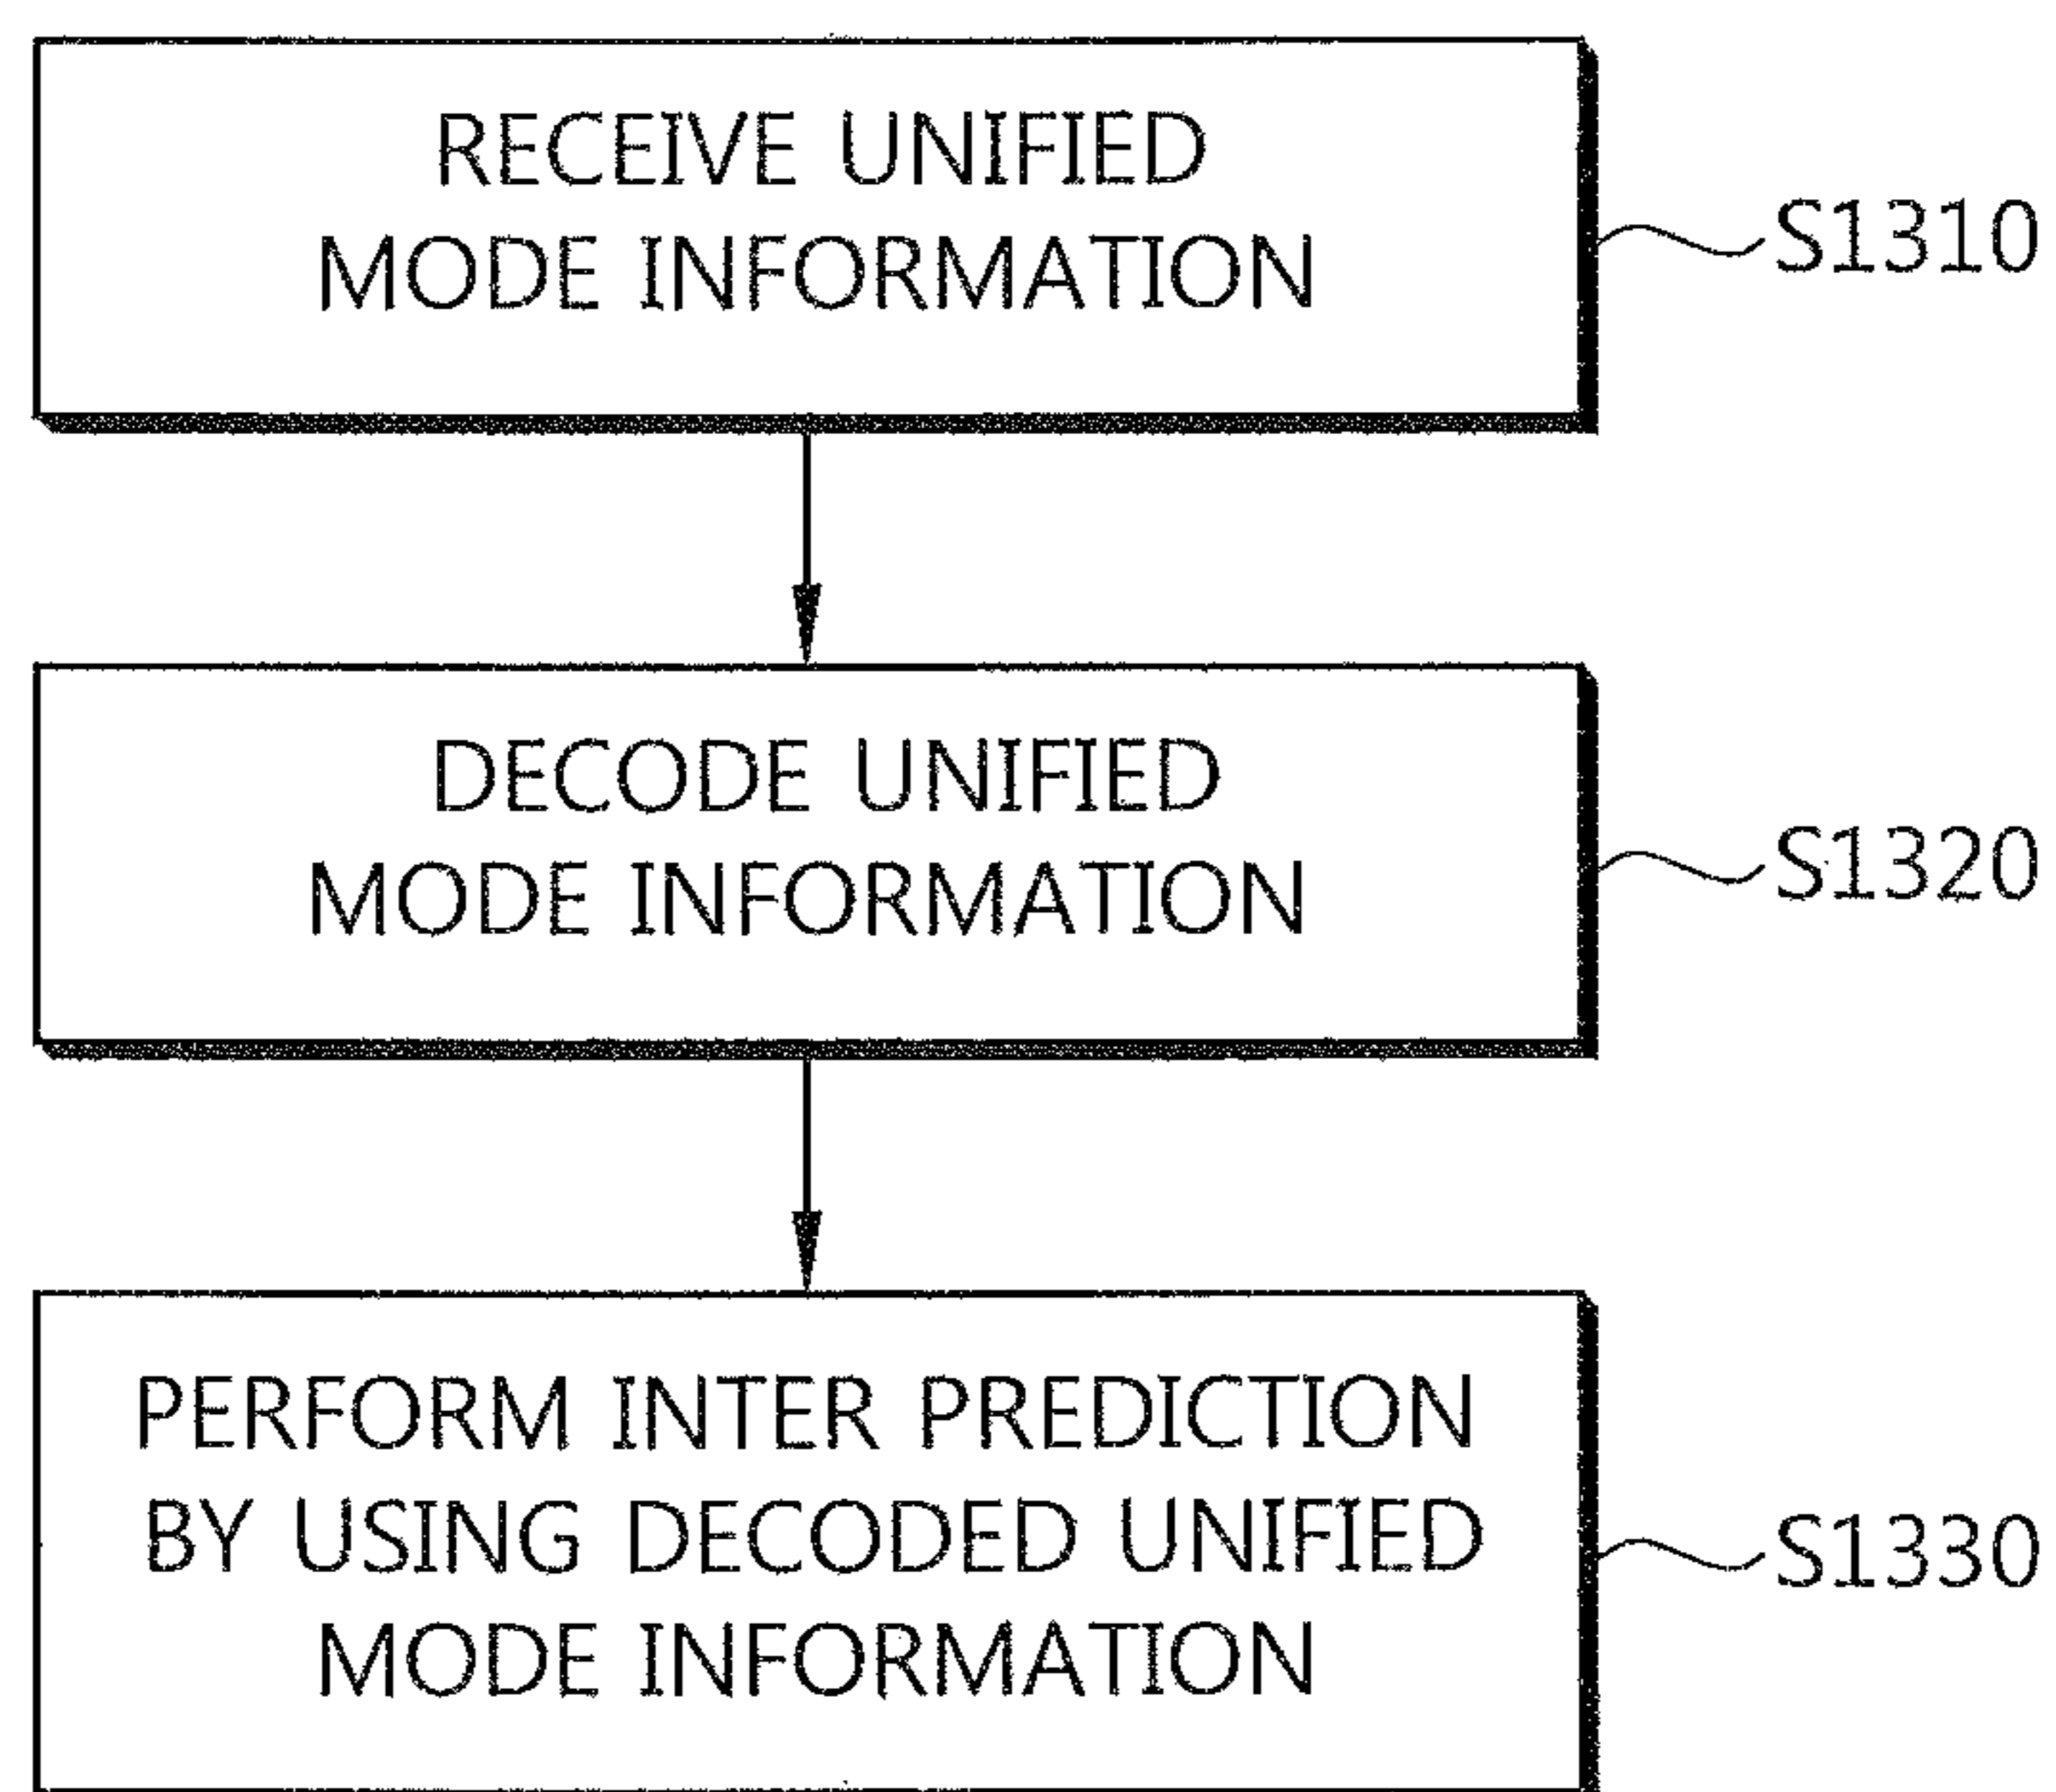 RECEIVE UNIFIED
MODE INFORMATION
S1310
DECODE UNIFIED
MODE INFORMATION
S1320
PERFORM INTER PREDICTION
BY USING DECODED UNIFIED
MODE INFORMATION
S1330